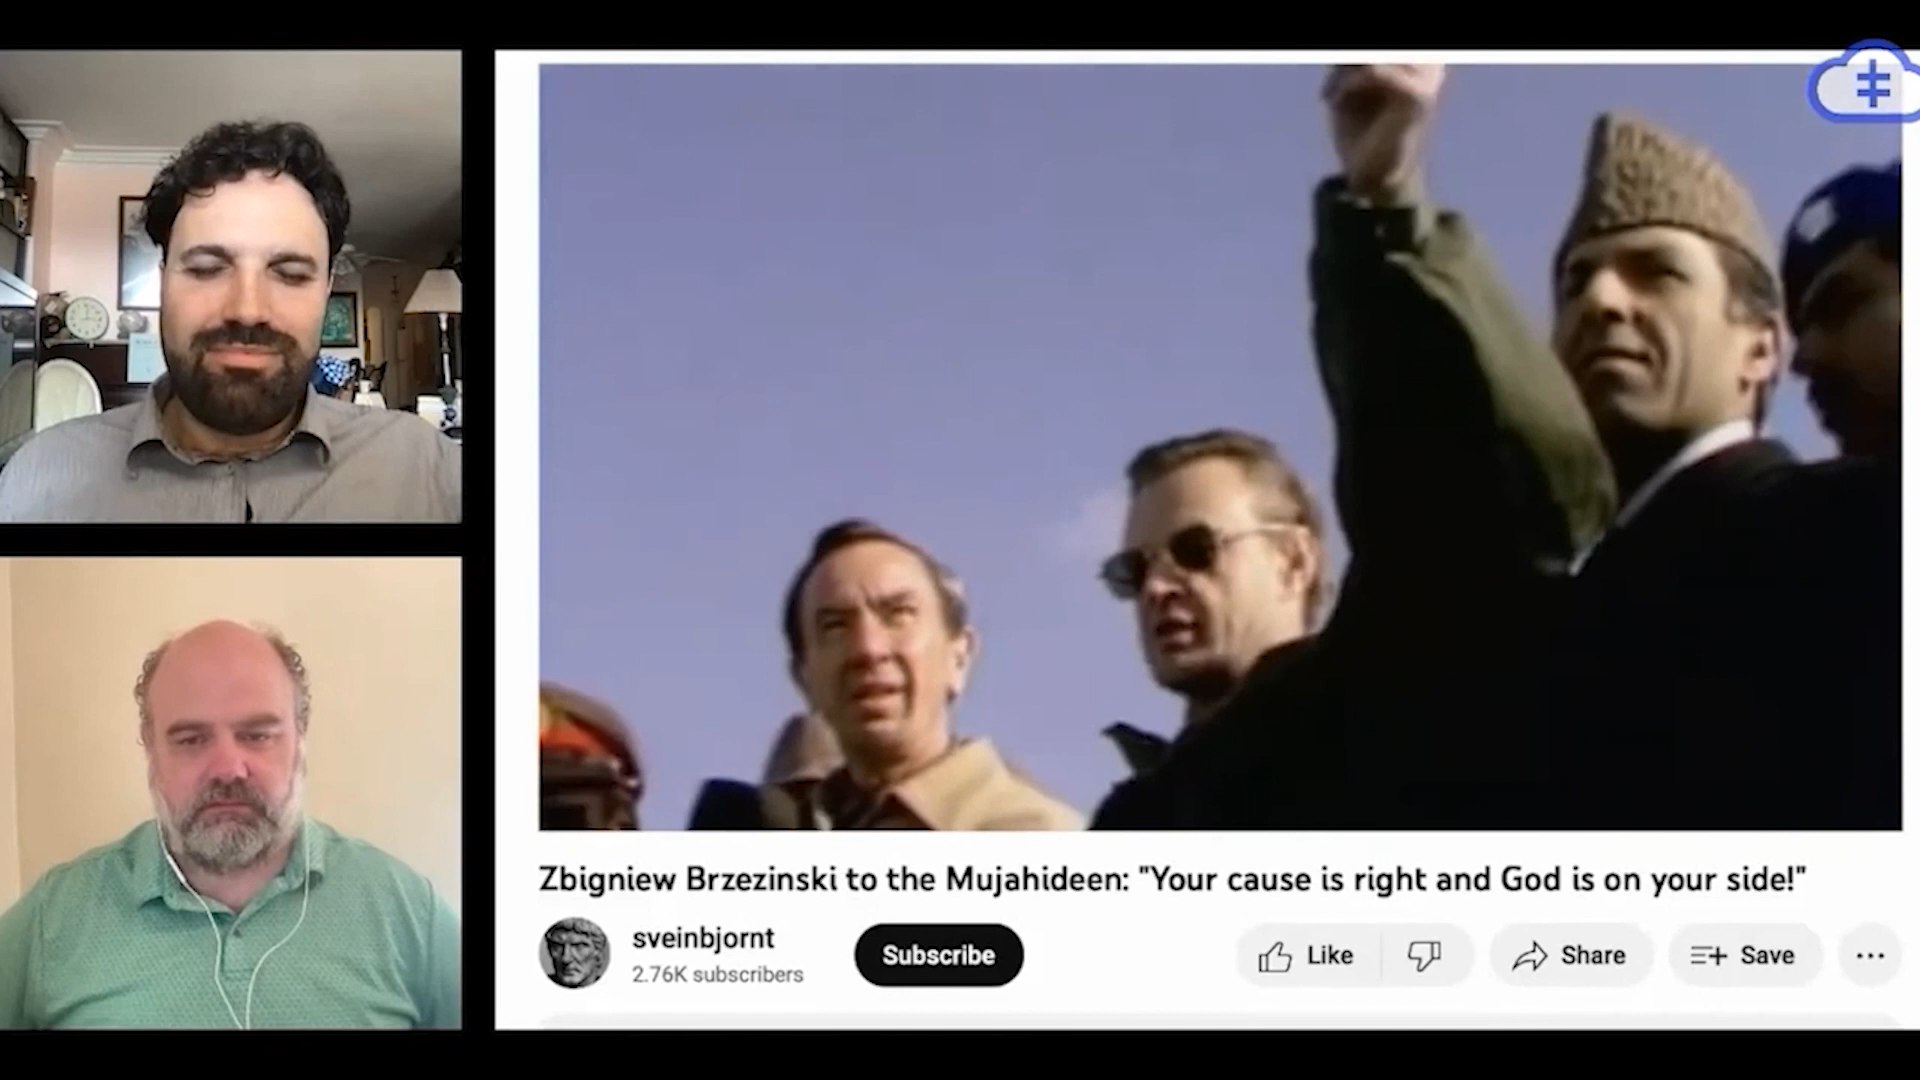 Zbigniew Brzezinski to the Mujahideen: "Your cause is right and God is on your side!"
sveinbjornt
2.76K subscribers
Subscribe
Like
Share
Save